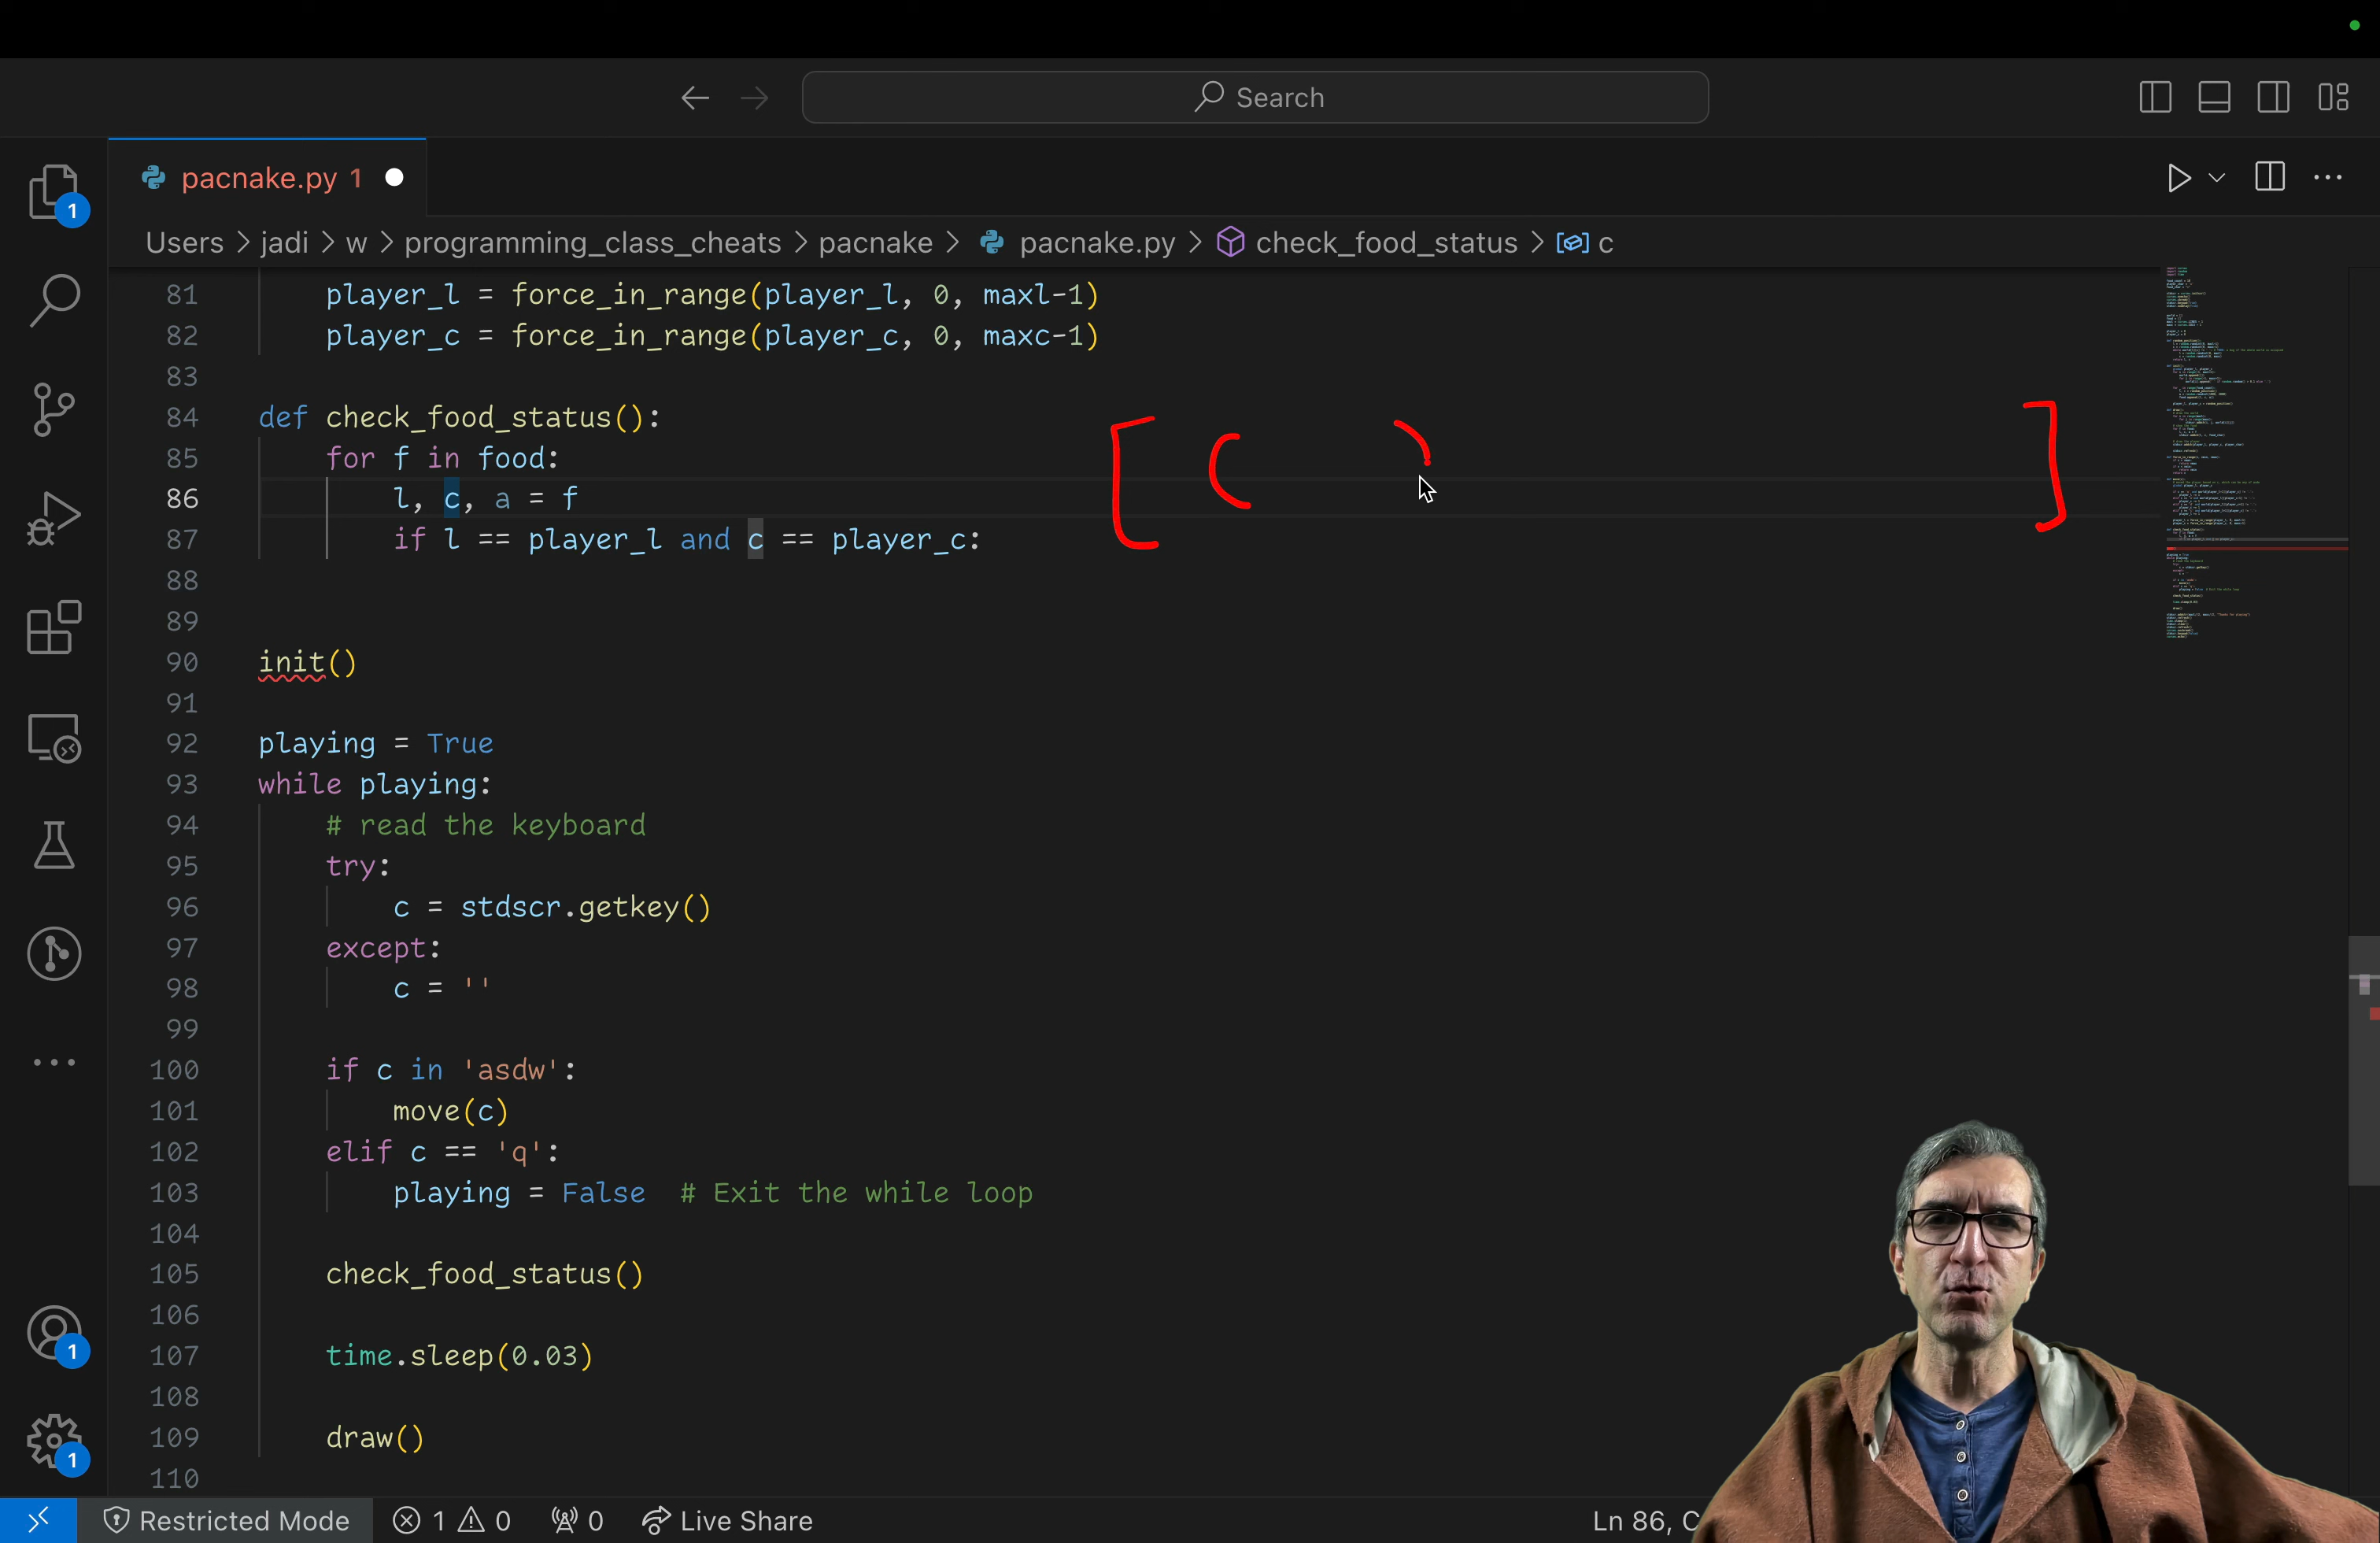 Search
pacnake.py 1
Users > jadi > w > programming_class_cheats > pacnake > pacnake.py > check_food_status > c
81 player_l = force_in_range(player_l, 0, maxl-1)
82 player_c = force_in_range(player_c, 0, maxc-1)
83
84 def check_food_status():
85 for f in food:
86 l, c, a = f
87 if l == player_l and c == player_c:
88
89
90 init()
91
92 playing = True
93 while playing:
94 # read the keyboard
95 try:
96 c = stdscr.getkey()
97 except:
98 c = ''
99
100 if c in 'asdw':
101 move(c)
102 elif c == 'q':
103 playing = False # Exit the while loop
104
105 check_food_status()
106
107 time.sleep(0.03)
108
109 draw()
110
[ ( ) ]
1
1
1
Restricted Mode 1 0 0 Live Share Ln 86, C